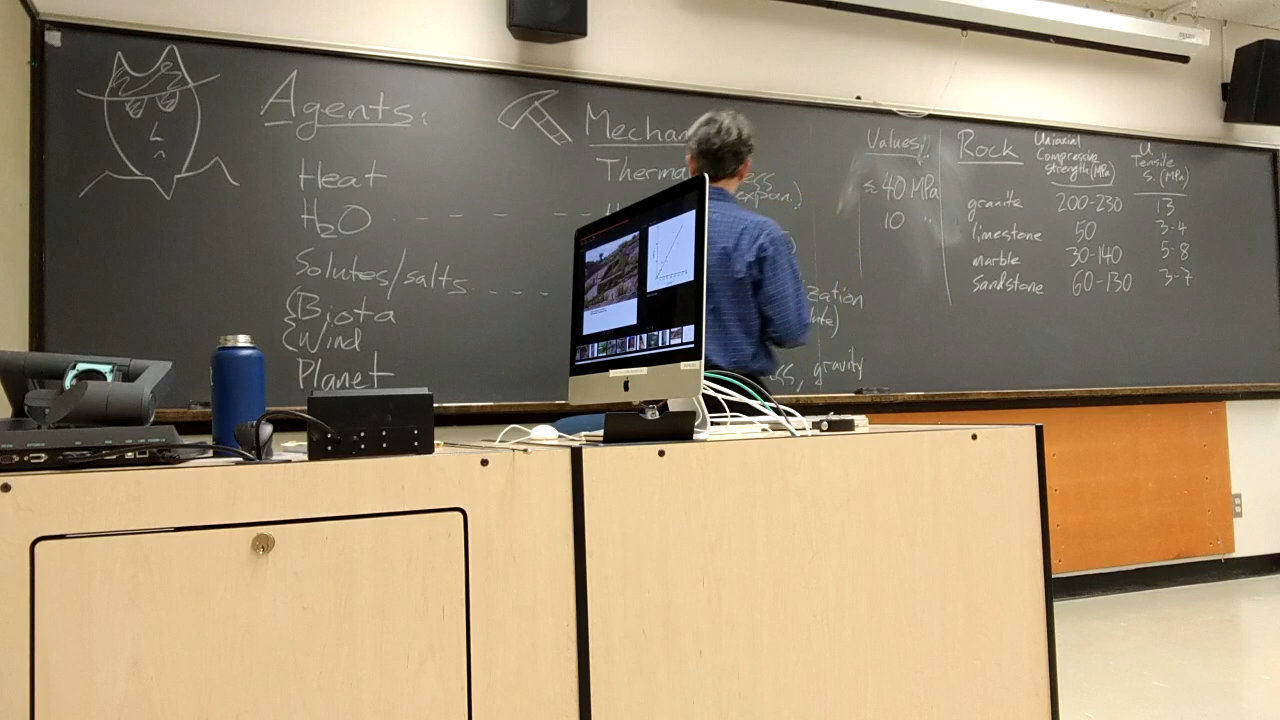 Agents:
Heat
H2O
Solutes/salts
Biota
Wind
Planet
Mechan
Therma
expan.)
gravity
Values?
≈ 40 MPa
10 "
Rock
Uniaxial
Compressive
Strength (MPa)
U
Tensile
S. (MPa)
granite 200-230 13
limestone 50 3-4
marble 30-140 5-8
sandstone 60-130 3-7